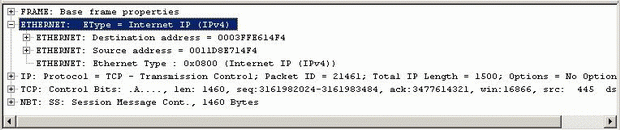 FRAME: Base frame properties
ETHERNET: EType = Internet IP (IPv4)
ETHERNET: Destination address = 0003FFE614F4
ETHERNET: Source address = 0011D8E714F4
ETHERNET: Ethernet Type : 0x0800 (Internet IP (IPv4))
IP: Protocol = TCP - Transmission Control; Packet ID = 21461; Total IP Length = 1500; Options = No Option
TCP: Control Bits: .A...., len: 1460, seq:3161982024-3161983484, ack:3477614321, win:16866, src: 445 ds
NBT: SS: Session Message Cont., 1460 Bytes